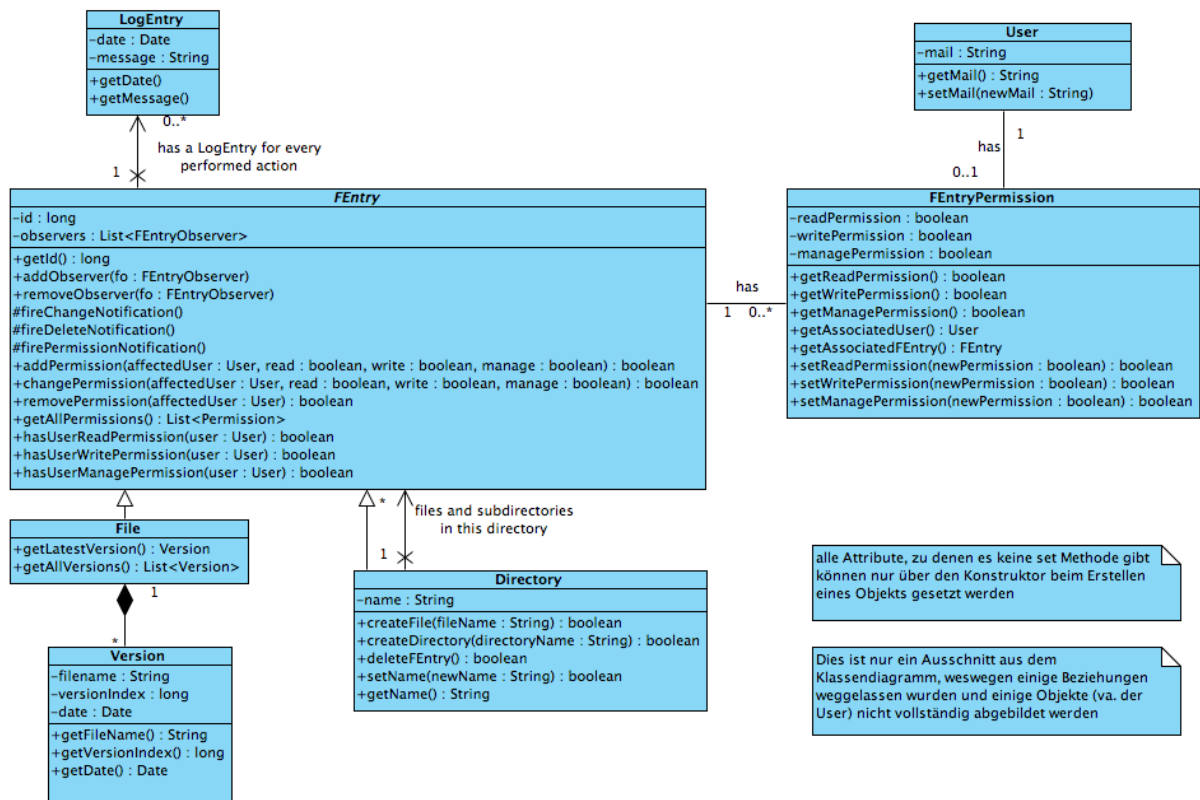 LogEntry
-date : Date
-message : String
+getDate()
+getMessage()
0..*
has a LogEntry for every
performed action
1
User
-mail : String
+getMail() : String
+setMail(newMail : String)
1
has
0..1
FEntry
-id : long
-observers : List<FEntryObserver>
+getId() : long
+addObserver(fo : FEntryObserver)
+removeObserver(fo : FEntryObserver)
#fireChangeNotification()
#fireDeleteNotification()
#firePermissionNotification()
+addPermission(affectedUser : User, read : boolean, write : boolean, manage : boolean) : boolean
+changePermission(affectedUser : User, read : boolean, write : boolean, manage : boolean) : boolean
+removePermission(affectedUser : User) : boolean
+getAllPermissions() : List<Permission>
+hasUserReadPermission(user : User) : boolean
+hasUserWritePermission(user : User) : boolean
+hasUserManagePermission(user : User) : boolean
has
1 0..*
FEntryPermission
-readPermission : boolean
-writePermission : boolean
-managePermission : boolean
+getReadPermission() : boolean
+getWritePermission() : boolean
+getManagePermission() : boolean
+getAssociatedUser() : User
+getAssociatedFEntry() : FEntry
+setReadPermission(newPermission : boolean) : boolean
+setWritePermission(newPermission : boolean) : boolean
+setManagePermission(newPermission : boolean) : boolean
File
+getLatestVersion() : Version
+getAllVersions() : List<Version>
1
*
Version
-filename : String
-versionIndex : long
-date : Date
+getFileName() : String
+getVersionIndex() : long
+getDate() : Date
*
files and subdirectories
in this directory
1
Directory
-name : String
+createFile(fileName : String) : boolean
+createDirectory(directoryName : String) : boolean
+deleteFEntry() : boolean
+setName(newName : String) : boolean
+getName() : String
alle Attribute, zu denen es keine set Methode gibt
können nur über den Konstruktor beim Erstellen
eines Objekts gesetzt werden
Dies ist nur ein Ausschnitt aus dem
Klassendiagramm, weswegen einige Beziehungen
weggelassen wurden und einige Objekte (va. der
User) nicht vollständig abgebildet werden